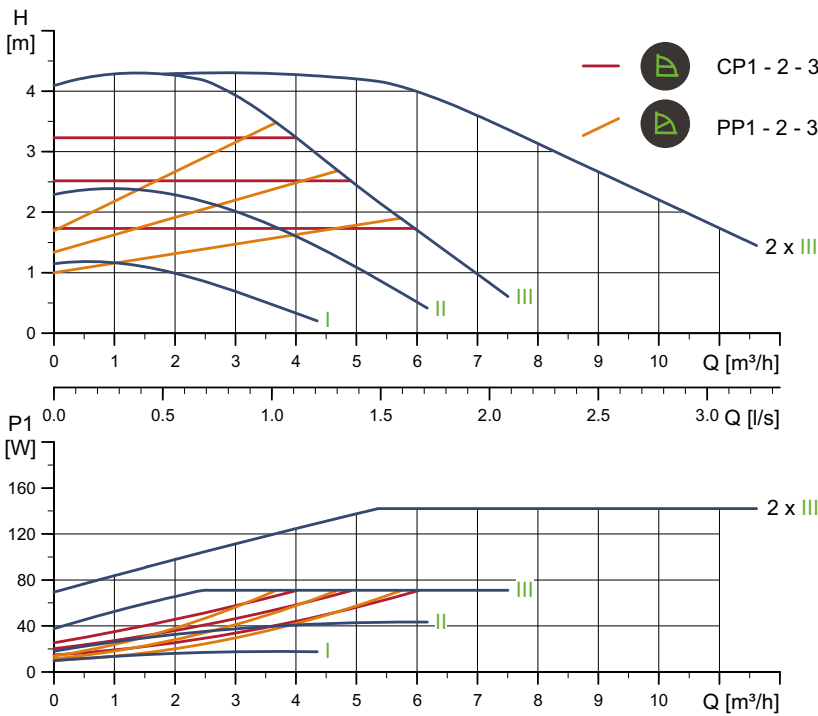 H
[m]
CP1 - 2 - 3
4
PP1 - 2 - 3
3
2
2 x III
1
III
II
I
0
0 1 2 3 4 5 6 7 8 9 10 Q [m³/h]
0.0 0.5 1.0 1.5 2.0 2.5 3.0 Q [l/s]
P1
[W]
160
2 x III
120
80
III
40
II
I
0
0 1 2 3 4 5 6 7 8 9 10 Q [m³/h]